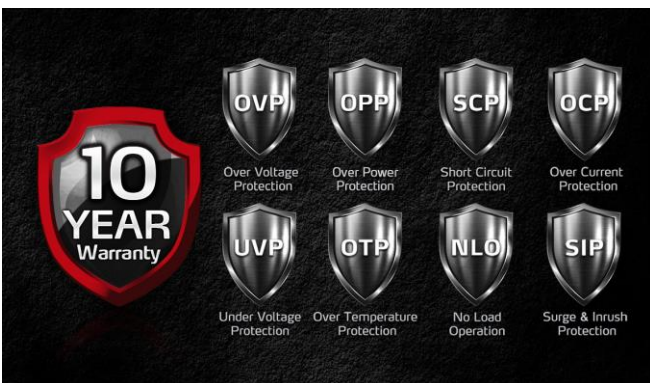 10
YEAR
Warranty
OVP
Over Voltage
Protection
OPP
Over Power
Protection
SCP
Short Circuit
Protection
OCP
Over Current
Protection
UVP
Under Voltage
Protection
OTP
Over Temperature
Protection
NLO
No Load
Operation
SIP
Surge & Inrush
Protection